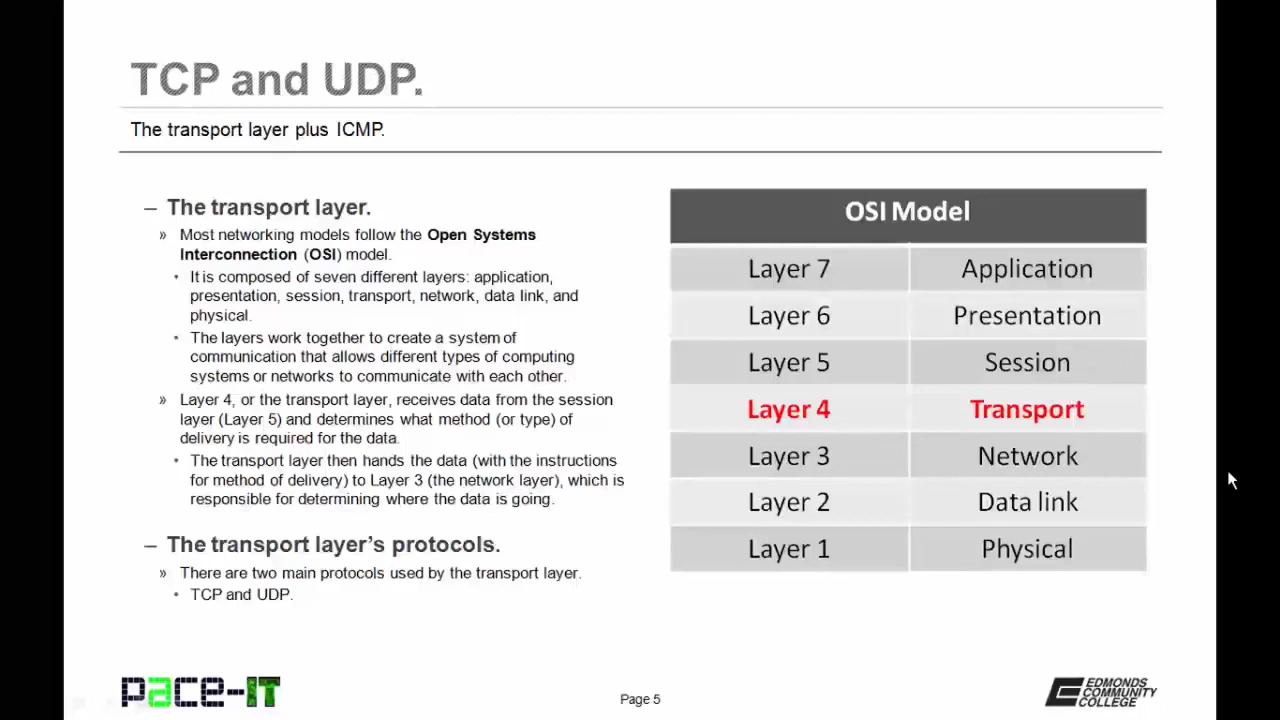 TCP and UDP.
The transport layer plus ICMP.
– The transport layer.
» Most networking models follow the Open Systems
Interconnection (OSI) model.
• It is composed of seven different layers: application,
presentation, session, transport, network, data link, and
physical.
• The layers work together to create a system of
communication that allows different types of computing
systems or networks to communicate with each other.
» Layer 4, or the transport layer, receives data from the session
layer (Layer 5) and determines what method (or type) of
delivery is required for the data.
• The transport layer then hands the data (with the instructions
for method of delivery) to Layer 3 (the network layer), which is
responsible for determining where the data is going.
– The transport layer’s protocols.
» There are two main protocols used by the transport layer.
• TCP and UDP.
OSI Model
Layer 7 Application
Layer 6 Presentation
Layer 5 Session
Layer 4 Transport
Layer 3 Network
Layer 2 Data link
Layer 1 Physical
pace-IT
Page 5
EDMONDS
COMMUNITY
COLLEGE